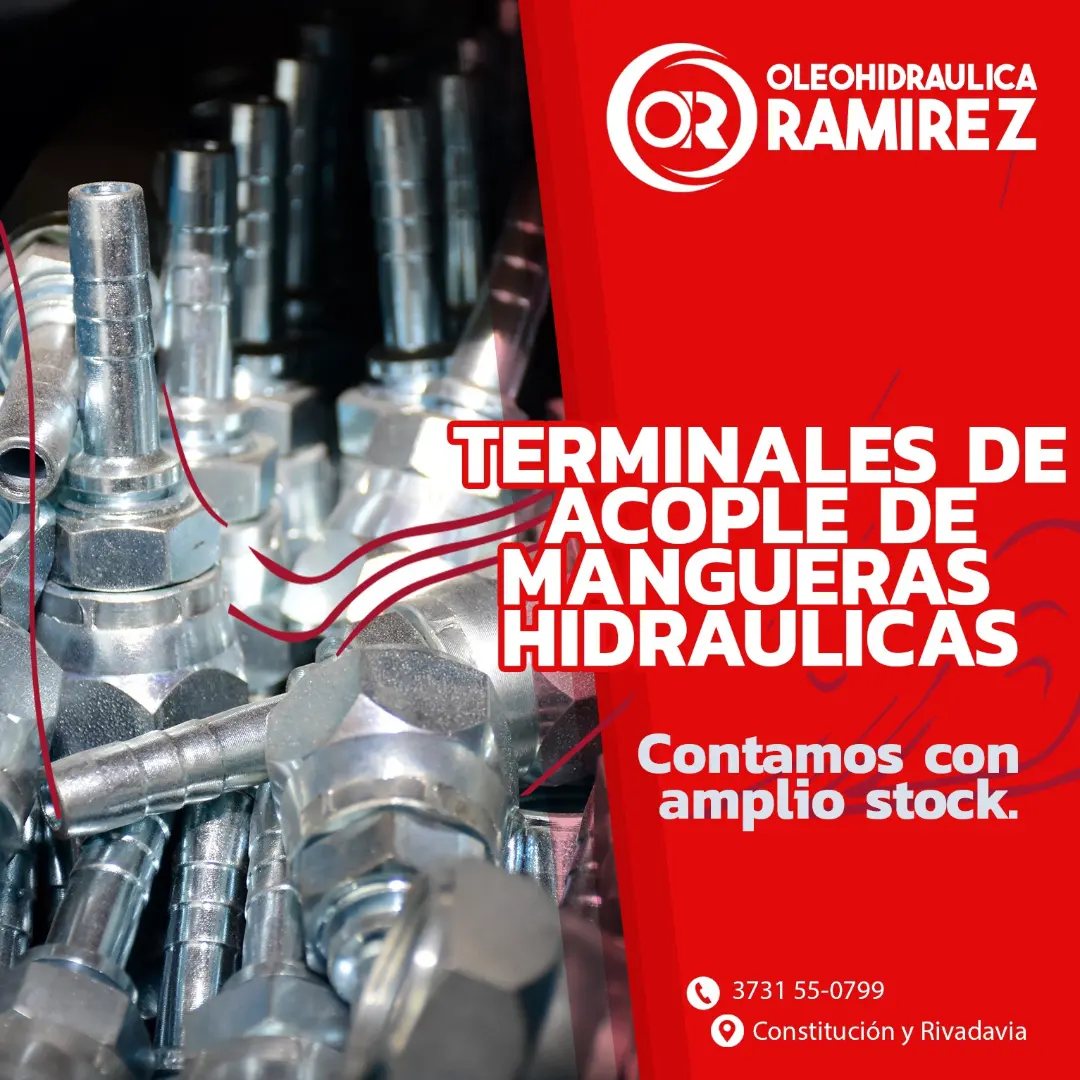 OR
OLEOHIDRAULICA
RAMIREZ
TERMINALES DE
ACOPLE DE
MANGUERAS
HIDRAULICAS
Contamos con
amplio stock.
3731 55-0799
Constitución y Rivadavia